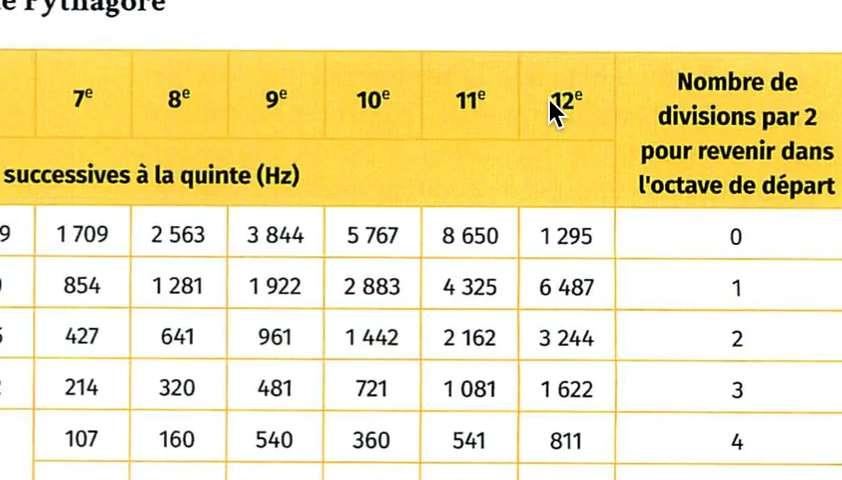 e Pythagore
7e 8e 9e 10e 11e 12e
Nombre de
divisions par 2
pour revenir dans
l'octave de départ
successives à la quinte (Hz)
9 1 709 2 563 3 844 5 767 8 650 1 295 0
854 1 281 1 922 2 883 4 325 6 487 1
427 641 961 1 442 2 162 3 244 2
214 320 481 721 1 081 1 622 3
107 160 540 360 541 811 4